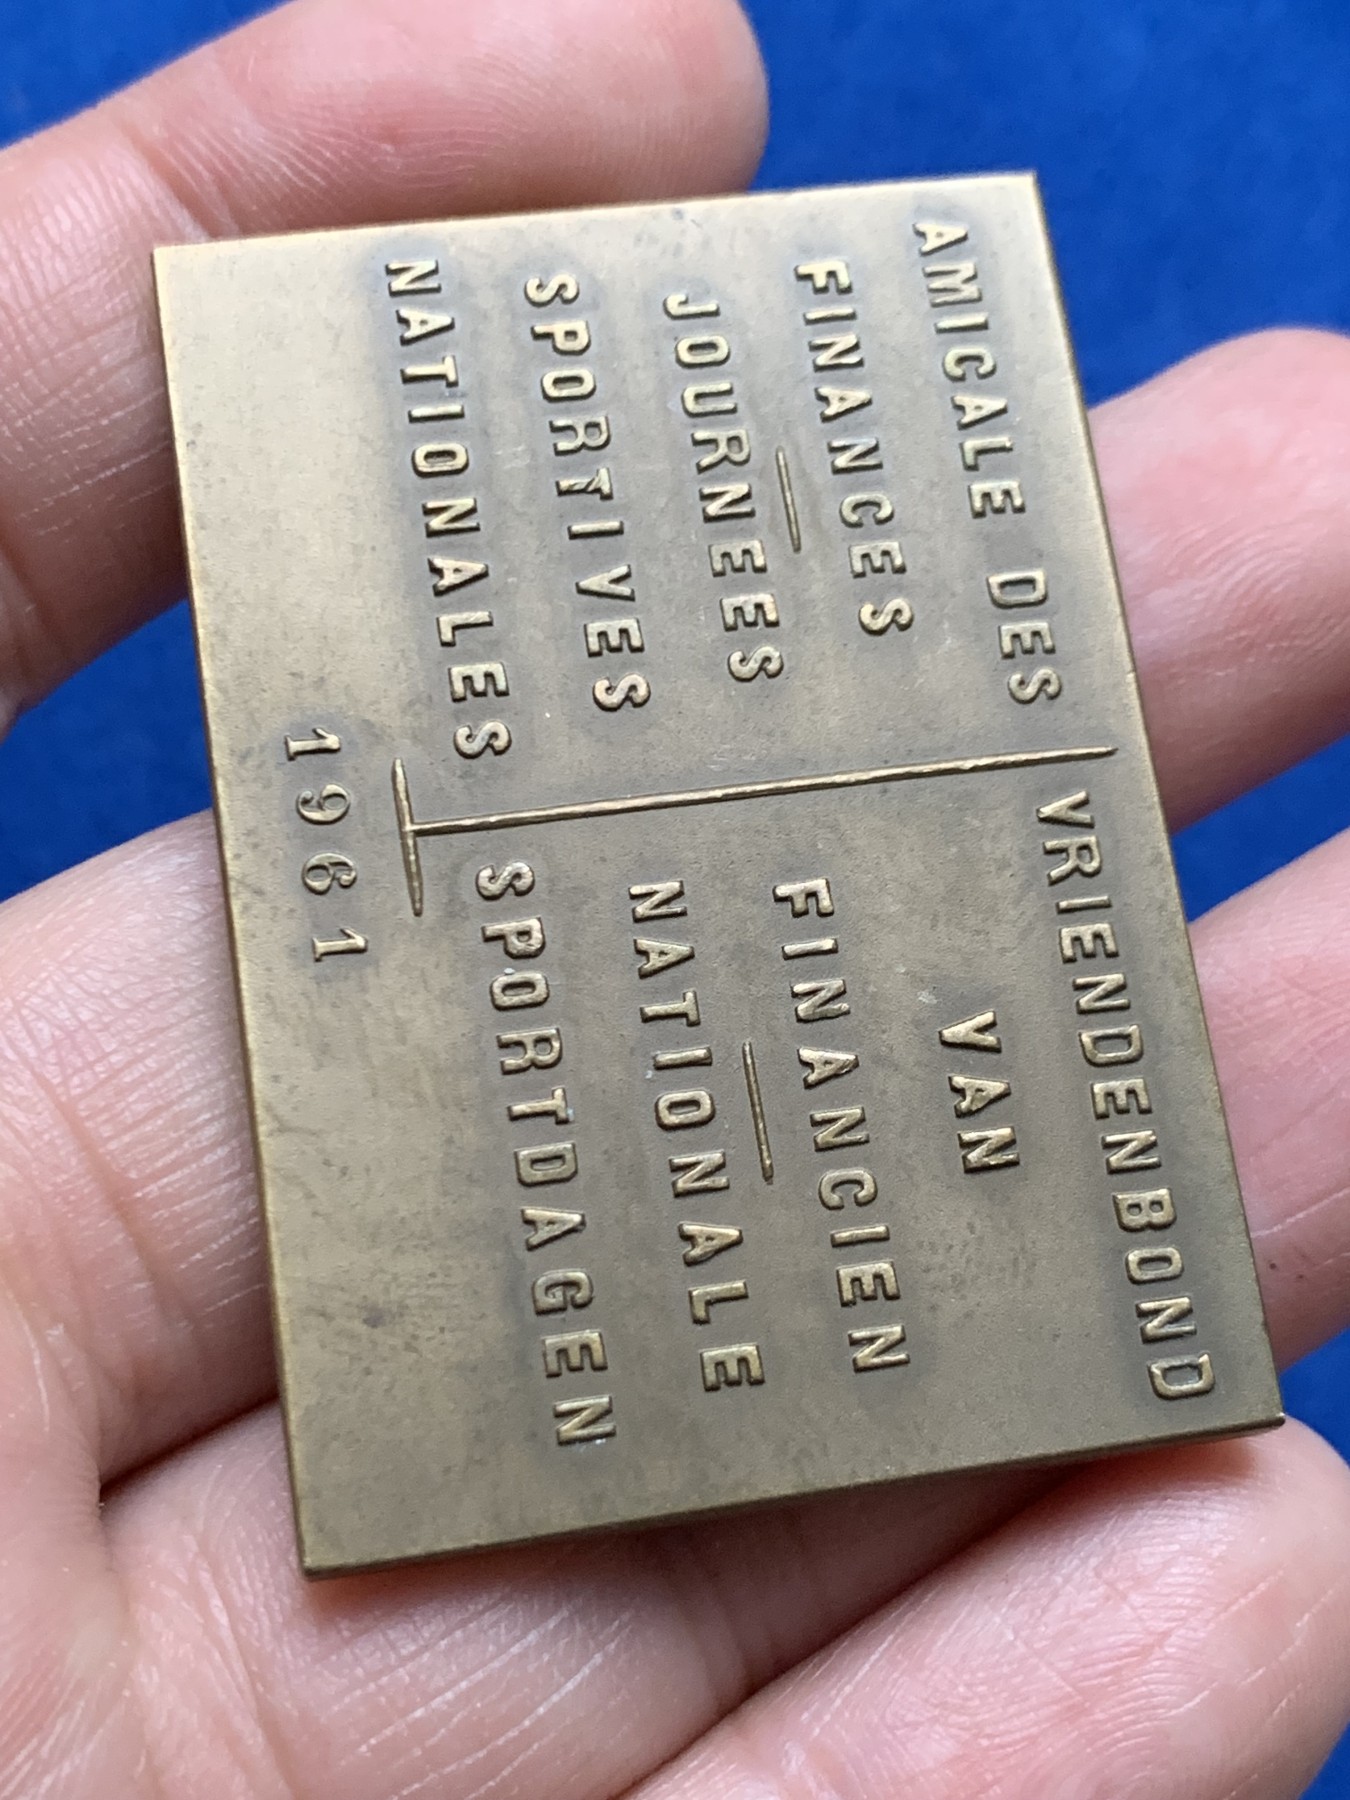 AMICALE DES
FINANCES
JOURNEES
SPORTIVES
NATIONALES
VRIENDENBOND
VAN
FINANCIEN
NATIONALE
SPORTDAGEN
1961